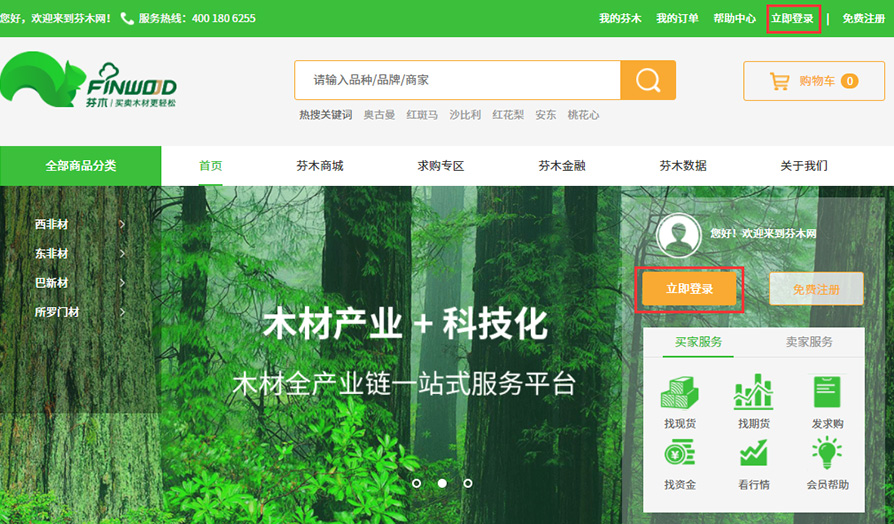 您好，欢迎来到芬木网！ 服务热线：400 180 6255 我的芬木 我的订单 帮助中心 立即登录 | 免费注册
FINWOOD
芬木 | 买卖木材更轻松
请输入品种/品牌/商家
购物车 0
热搜关键词 奥古曼 红斑马 沙比利 红花梨 安东 桃花心
全部商品分类 首页 芬木商城 求购专区 芬木金融 芬木数据 关于我们
西非材
东非材
巴新材
所罗门材
木材产业 + 科技化
木材全产业链一站式服务平台
您好！欢迎来到芬木网
立即登录 免费注册
买家服务 卖家服务
找现货 找期货 发求购
找资金 看行情 会员帮助